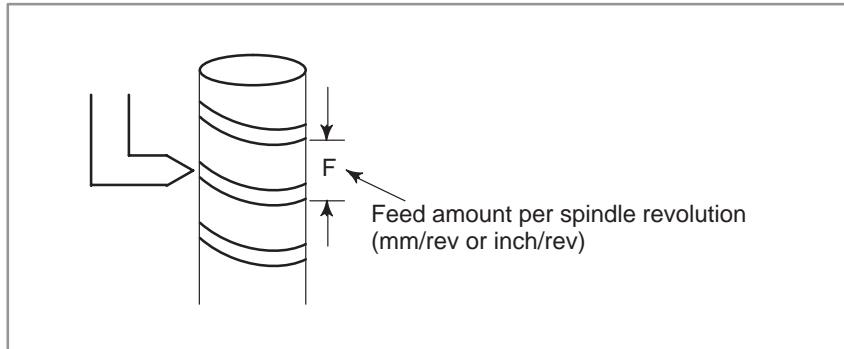 F
Feed amount per spindle revolution
(mm/rev or inch/rev)